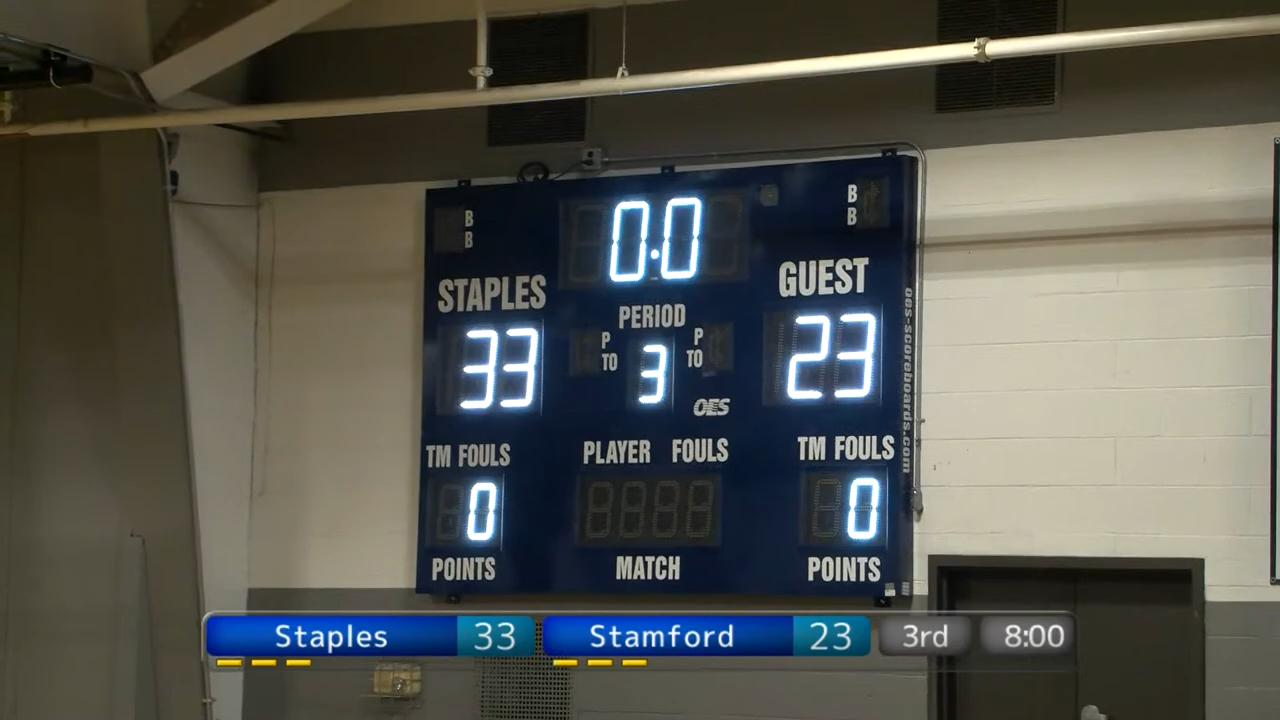 B
B
0.0
B
B
STAPLES
GUEST
PERIOD
33
P
TO
3
P
TO
23
OES
oes-scoreboards.com
TM FOULS
PLAYER FOULS
TM FOULS
0
0
POINTS
MATCH
POINTS
Staples 33 Stamford 23 3rd 8:00